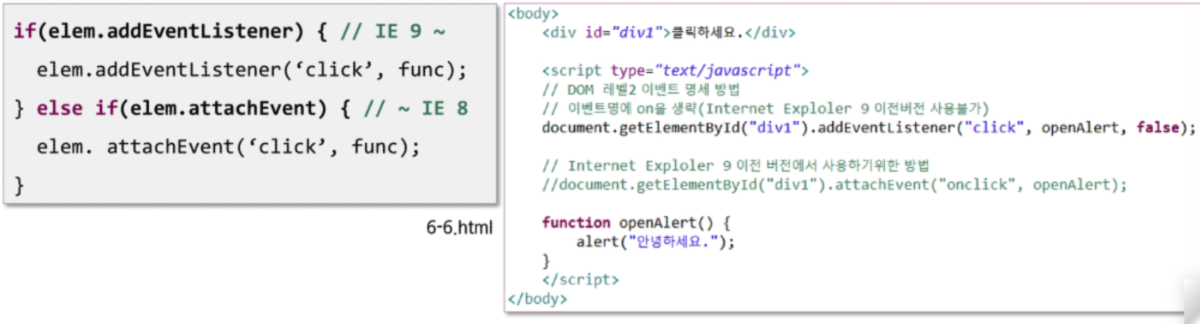 if(elem.addEventListener) { // IE 9 ~
elem.addEventListener(‘click’, func);
} else if(elem.attachEvent) { // ~ IE 8
elem. attachEvent(‘click’, func);
}
6-6.html
<body>
<div id="div1">클릭하세요.</div>
<script type="text/javascript">
// DOM 레벨2 이벤트 명세 방법
// 이벤트명에 on을 생략(Internet Exploler 9 이전버전 사용불가)
document.getElementById("div1").addEventListener("click", openAlert, false);
// Internet Exploler 9 이전 버전에서 사용하기위한 방법
//document.getElementById("div1").attachEvent("onclick", openAlert);
function openAlert() {
alert("안녕하세요.");
}
</script>
</body>